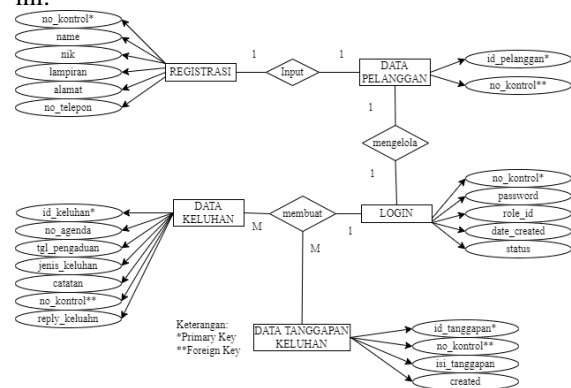 ini.
no_kontrol*
name
nik
lampiran
alamat
no_telepon
REGISTRASI
1
Input
1
DATA
PELANGGAN
id_pelanggan*
no_kontrol**
1
mengelola
1
no_kontrol*
password
role_id
date_created
status
LOGIN
1
membuat
M
M
DATA
KELUHAN
id_keluhan*
no_agenda
tgl_pengaduan
jenis_keluhan
catatan
no_kontrol**
reply_keluahn
Keterangan:
*Primary Key
**Foreign Key
DATA TANGGAPAN
KELUHAN
id_tanggapan*
no_kontrol**
isi_tanggapan
created